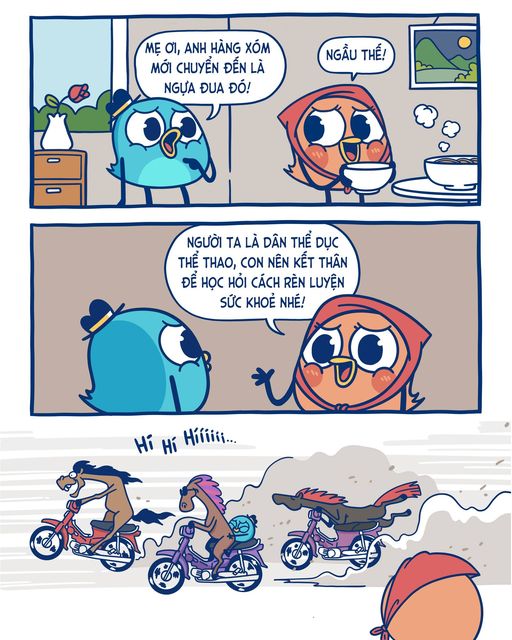 MẸ ƠI, ANH HÀNG XÓM
MỚI CHUYỂN ĐẾN LÀ
NGỰA ĐUA ĐÓ!
NGẦU THẾ!
NGƯỜI TA LÀ DÂN THỂ DỤC
THỂ THAO, CON NÊN KẾT THÂN
ĐỂ HỌC HỎI CÁCH RÈN LUYỆN
SỨC KHOẺ NHÉ!
Hí Hí Hííííííí...